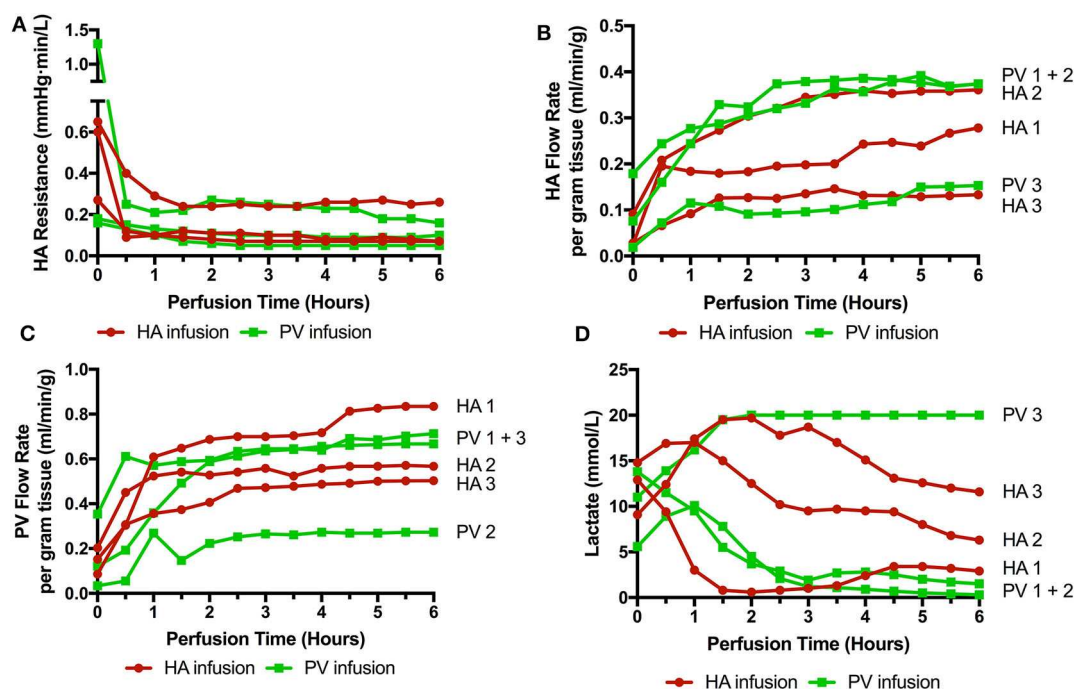 A
HA Resistance (mmHg·min/L)
1.5
1.0
0.6
0.4
0.2
0.0
0 1 2 3 4 5 6
Perfusion Time (Hours)
HA infusion PV infusion
B
HA Flow Rate
per gram tissue (ml/min/g)
0.5
0.4
0.3
0.2
0.1
0.0
0 1 2 3 4 5 6
Perfusion Time (Hours)
PV 1 + 2
HA 2
HA 1
PV 3
HA 3
HA infusion PV infusion
C
PV Flow Rate
per gram tissue (ml/min/g)
1.0
0.8
0.6
0.4
0.2
0.0
0 1 2 3 4 5 6
Perfusion Time (Hours)
HA 1
PV 1 + 3
HA 2
HA 3
PV 2
HA infusion PV infusion
D
Lactate (mmol/L)
25
20
15
10
5
0
0 1 2 3 4 5 6
Perfusion Time (Hours)
PV 3
HA 3
HA 2
HA 1
PV 1 + 2
HA infusion PV infusion